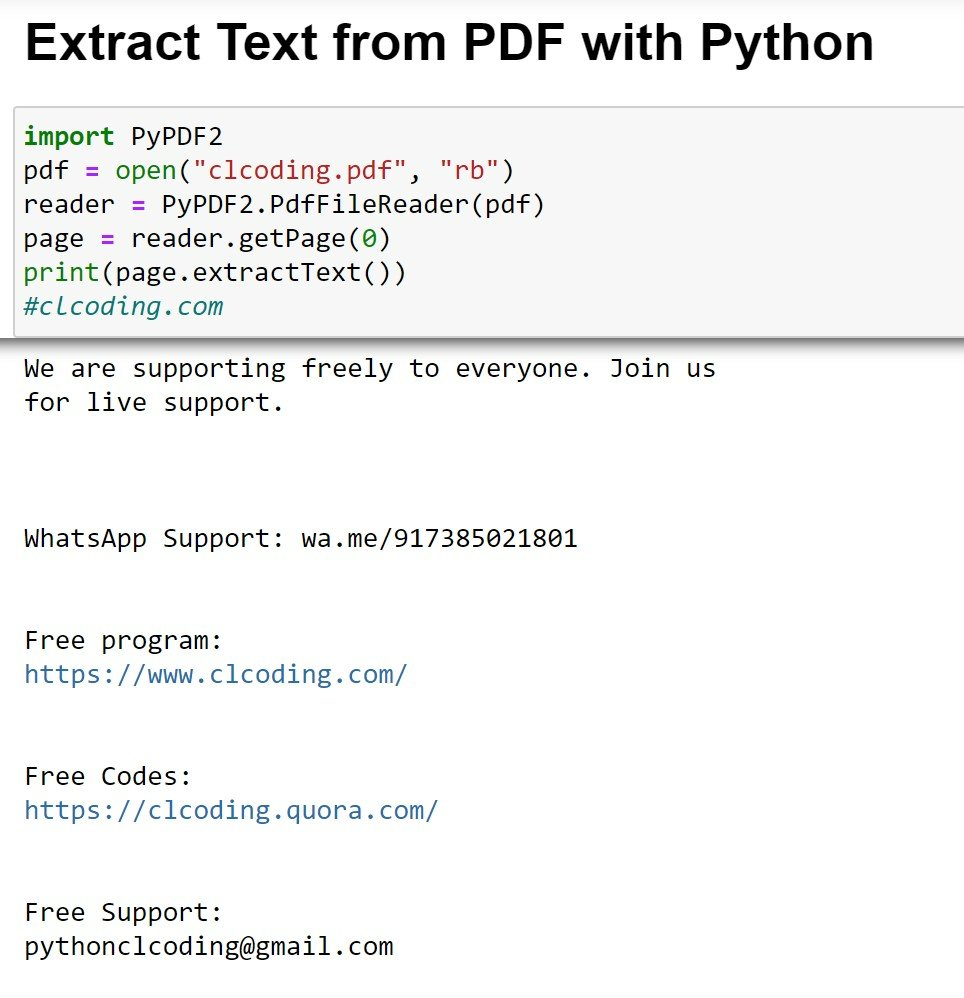 Extract Text from PDF with Python
import PyPDF2
pdf = open("clcoding.pdf", "rb")
reader = PyPDF2.PdfFileReader(pdf)
page = reader.getPage(0)
print(page.extractText())
#clcoding.com
We are supporting freely to everyone. Join us
for live support.
WhatsApp Support: wa.me/917385021801
Free program:
https://www.clcoding.com/
Free Codes:
https://clcoding.quora.com/
Free Support:
pythonclcoding@gmail.com